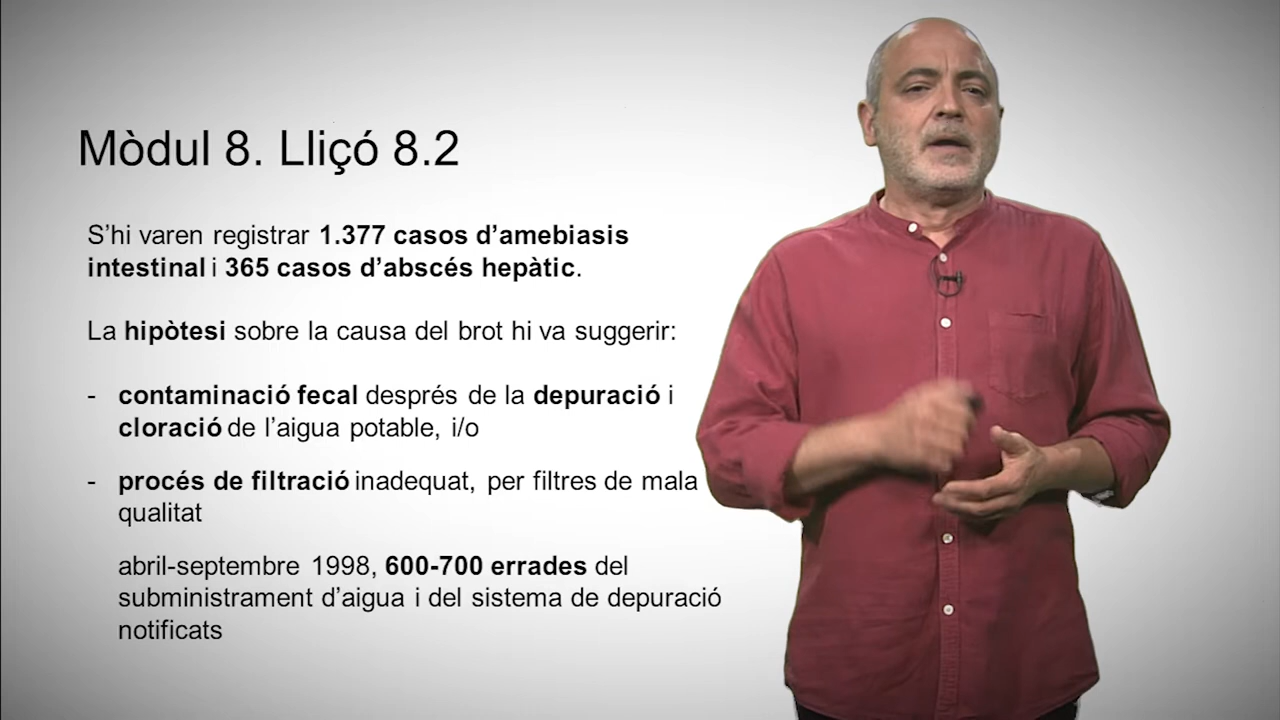 Mòdul 8. Lliçó 8.2
S’hi varen registrar 1.377 casos d’amebiasis
intestinal i 365 casos d’abscés hepàtic.
La hipòtesi sobre la causa del brot hi va suggerir:
- contaminació fecal després de la depuració i
cloració de l’aigua potable, i/o
- procés de filtració inadequat, per filtres de mala
qualitat
abril-septembre 1998, 600-700 errades del
subministrament d’aigua i del sistema de depuració
notificats